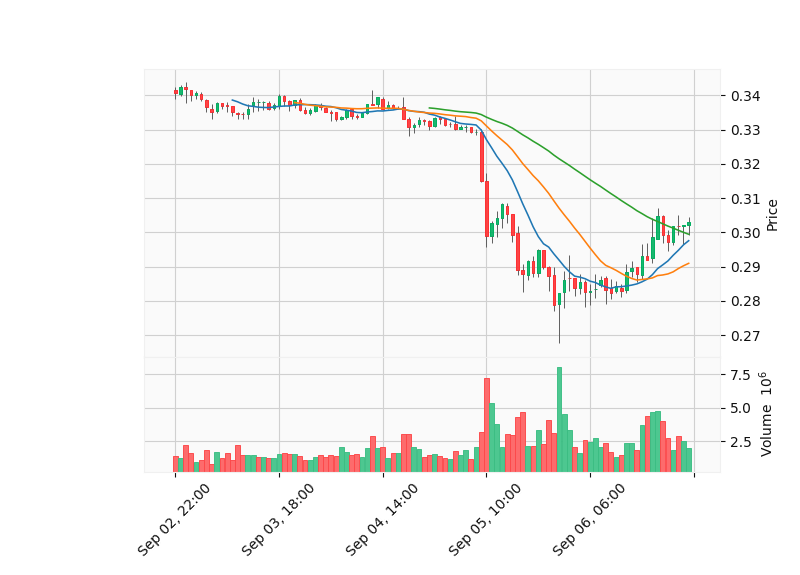 0.34
0.33
0.32
0.31
0.30
0.29
0.28
0.27
Price
7.5
5.0
2.5
Volume 10⁶
Sep 02, 22:00
Sep 03, 18:00
Sep 04, 14:00
Sep 05, 10:00
Sep 06, 06:00